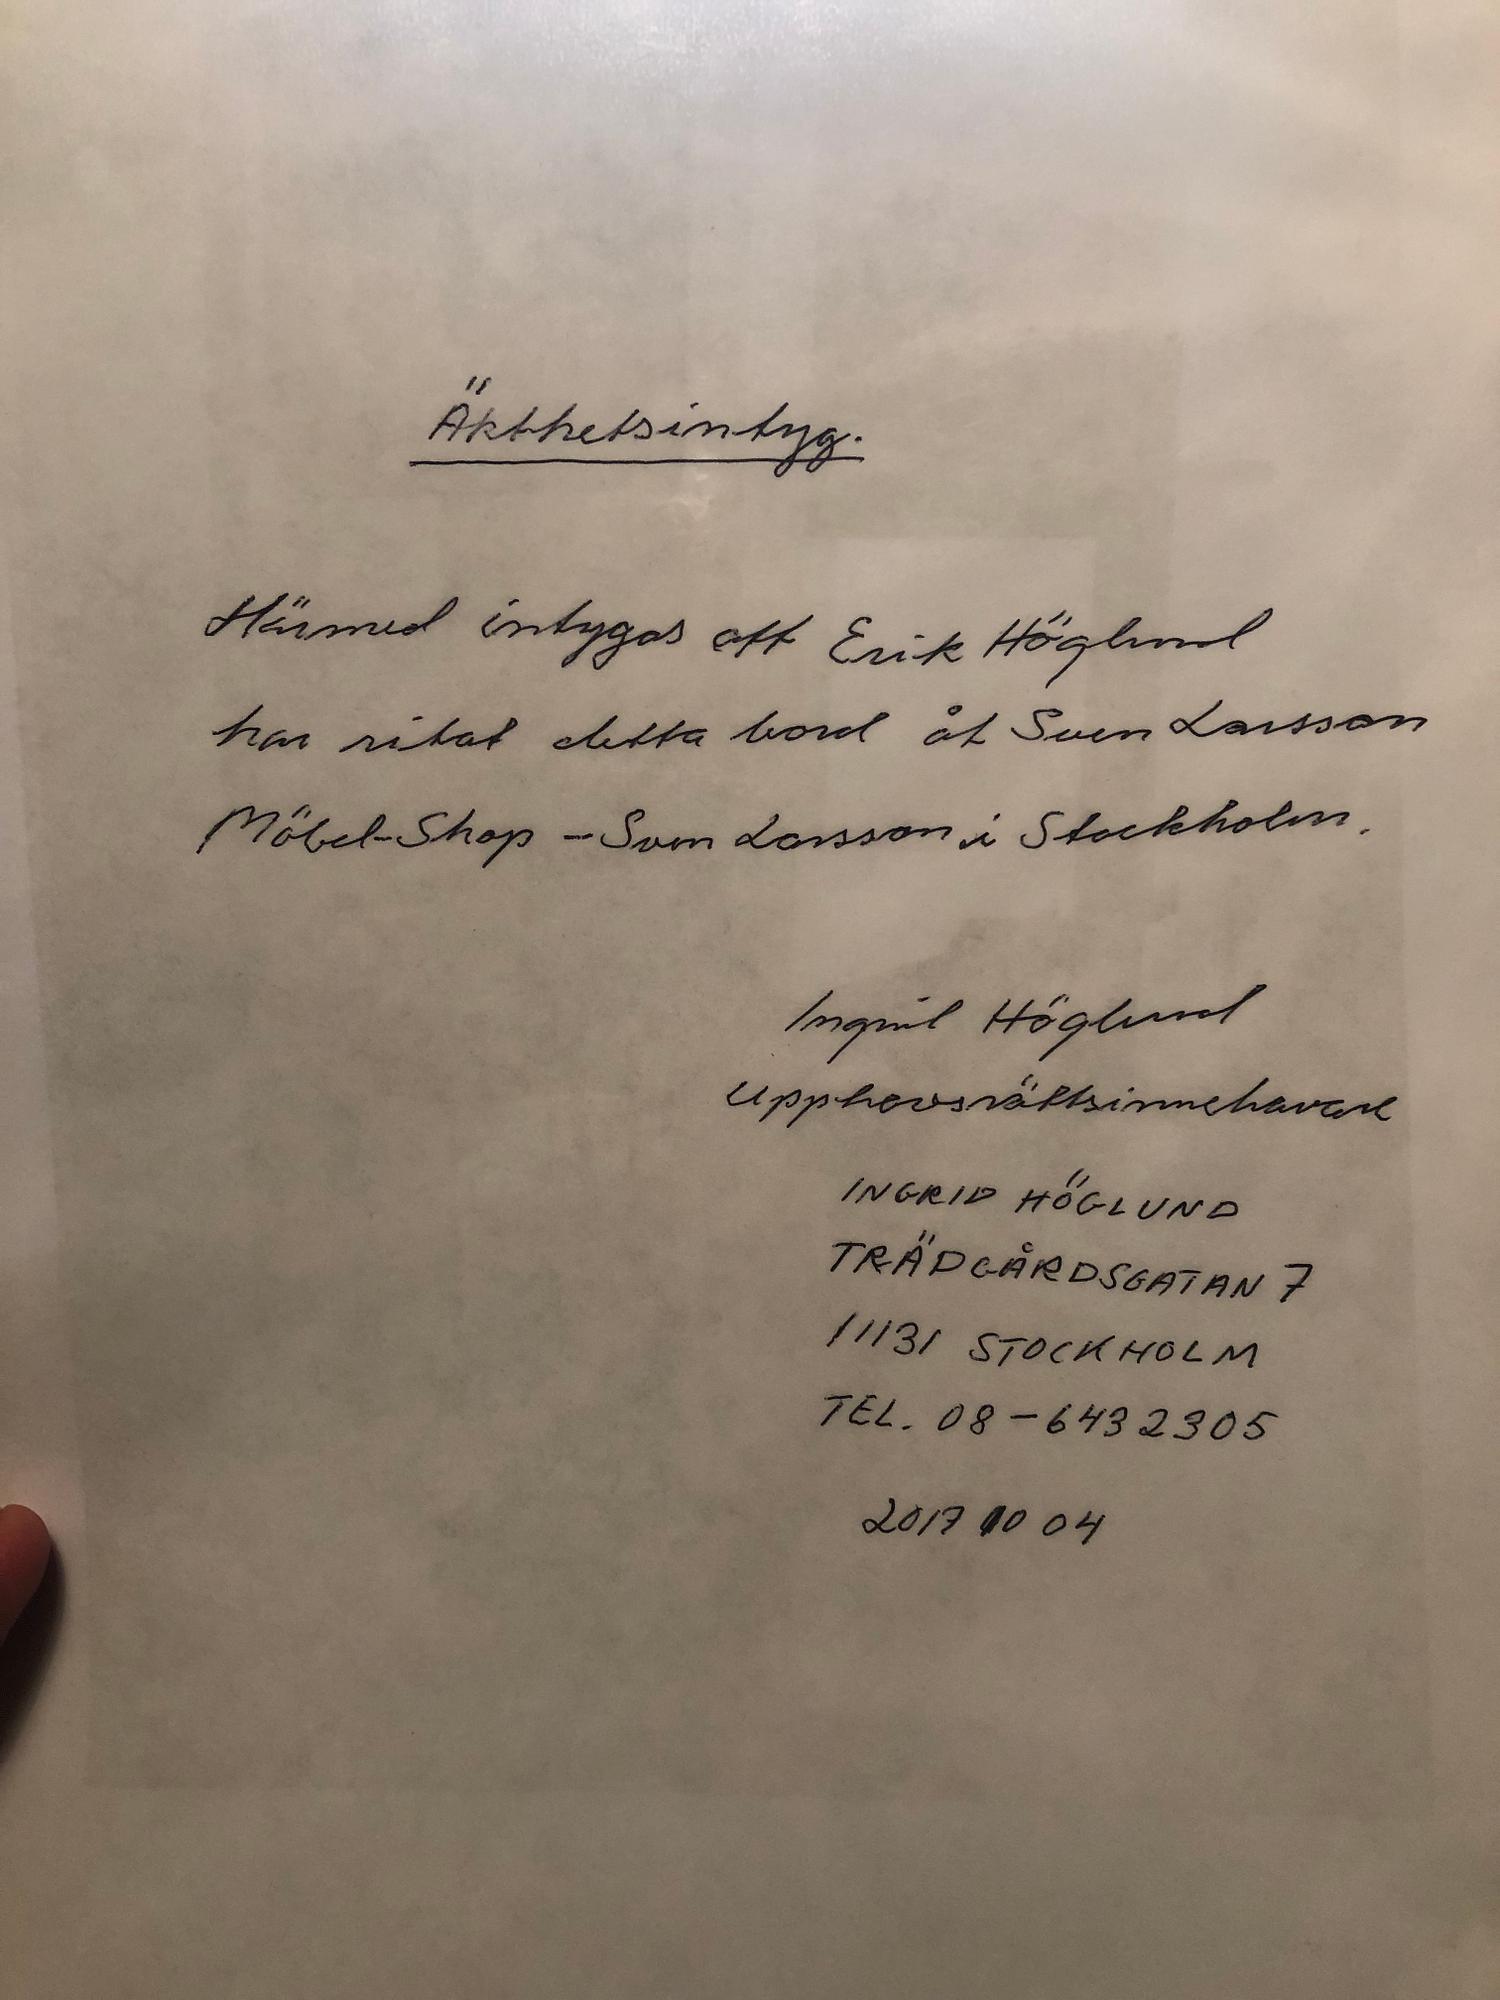 Äkthetsintyg.
Härmed intygas att Erik Höglund
har ritat detta bord åt Sven Larsson
Möbel-Shop - Sven Larsson i Stockholm.
Ingrid Höglund
Upphovsrättsinnehavare
INGRID HÖGLUND
TRÄDGÅRDSGATAN 7
11131 STOCKHOLM
TEL. 08-6432305
2017 10 04